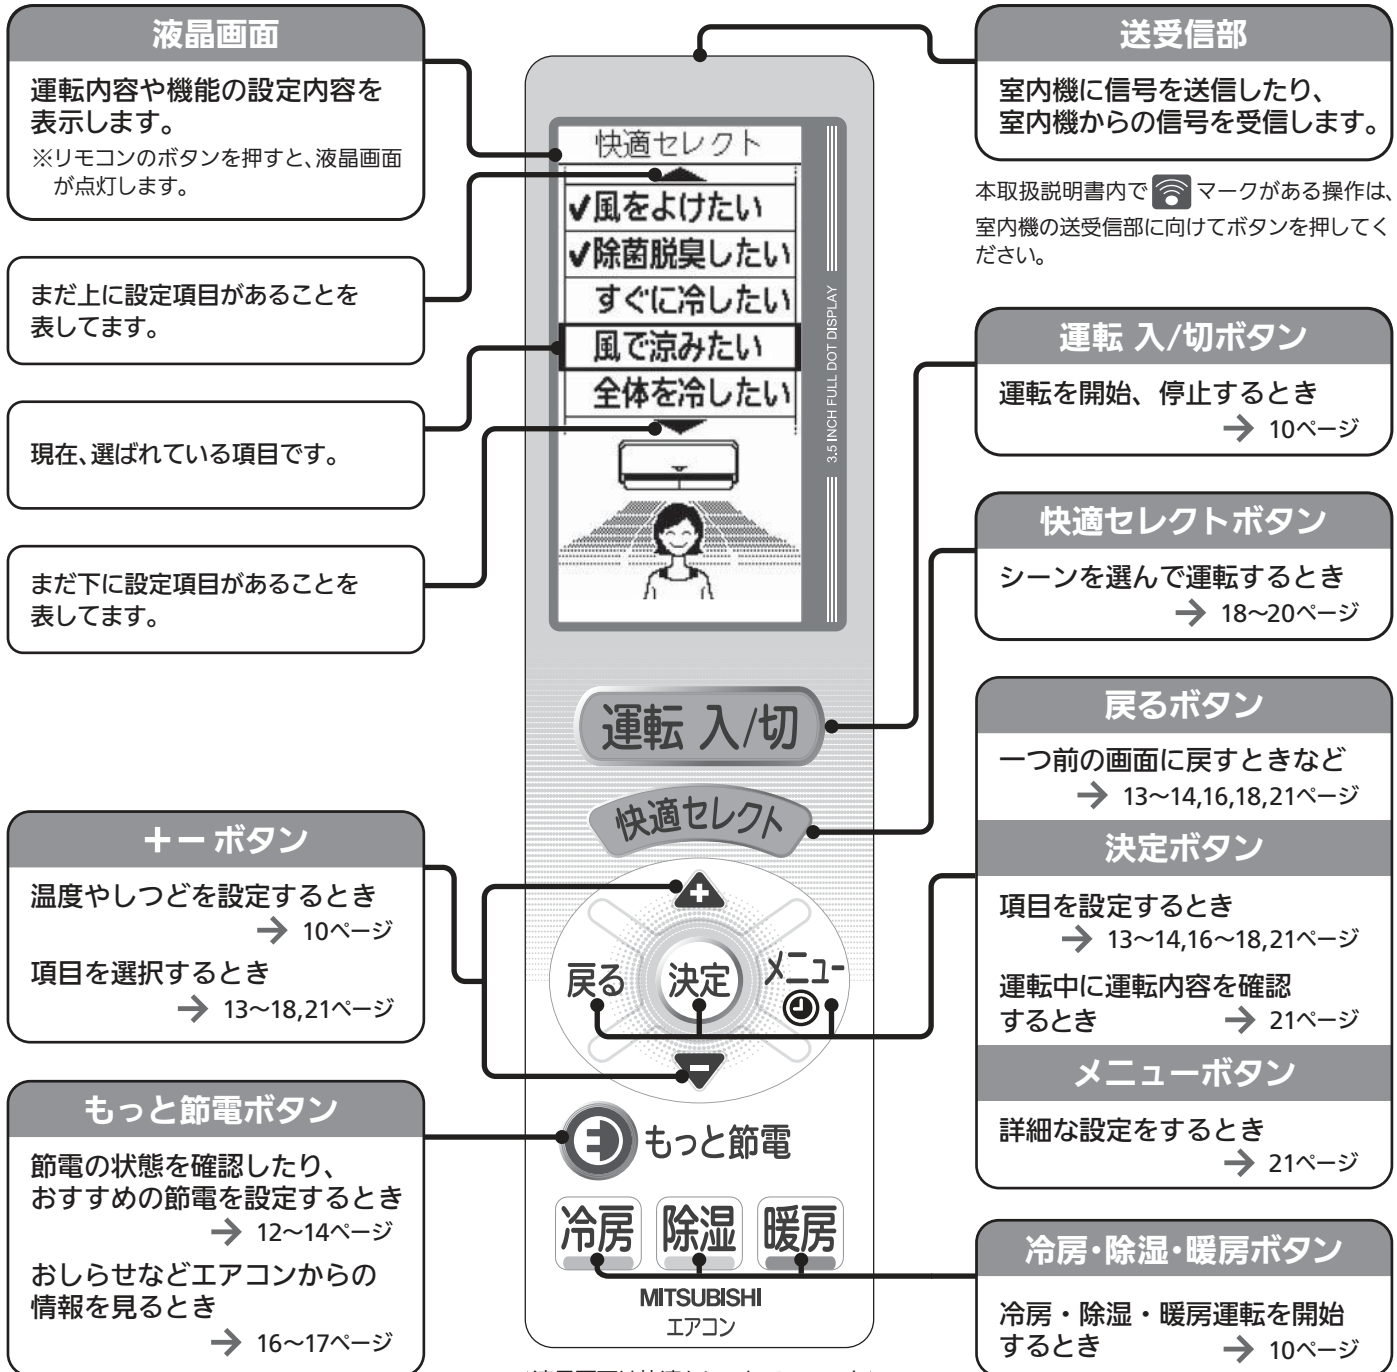 液晶画面
運転内容や機能の設定内容を
表示します。
※リモコンのボタンを押すと、液晶画面
が点灯します。
まだ上に設定項目があることを
表してます。
現在、選ばれている項目です。
まだ下に設定項目があることを
表してます。
＋－ボタン
温度やしつどを設定するとき
→ 10ページ
項目を選択するとき
→ 13～18,21ページ
もっと節電ボタン
節電の状態を確認したり、
おすすめの節電を設定するとき
→ 12～14ページ
おしらせなどエアコンからの
情報を見るとき
→ 16～17ページ
快適セレクト
✔風をよけたい
✔除菌脱臭したい
すぐに冷したい
風で涼みたい
全体を冷したい
3.5 INCH FULL DOT DISPLAY
運転 入/切
快適セレクト
＋
戻る
決定
メニュー
－
もっと節電
冷房
除湿
暖房
MITSUBISHI
エアコン
送受信部
室内機に信号を送信したり、
室内機からの信号を受信します。
本取扱説明書内で マークがある操作は、
室内機の送受信部に向けてボタンを押してく
ださい。
運転 入/切ボタン
運転を開始、停止するとき
→ 10ページ
快適セレクトボタン
シーンを選んで運転するとき
→ 18～20ページ
戻るボタン
一つ前の画面に戻すときなど
→ 13～14,16,18,21ページ
決定ボタン
項目を設定するとき
→ 13～14,16～18,21ページ
運転中に運転内容を確認
するとき → 21ページ
メニューボタン
詳細な設定をするとき
→ 21ページ
冷房・除湿・暖房ボタン
冷房・除湿・暖房運転を開始
するとき → 10ページ